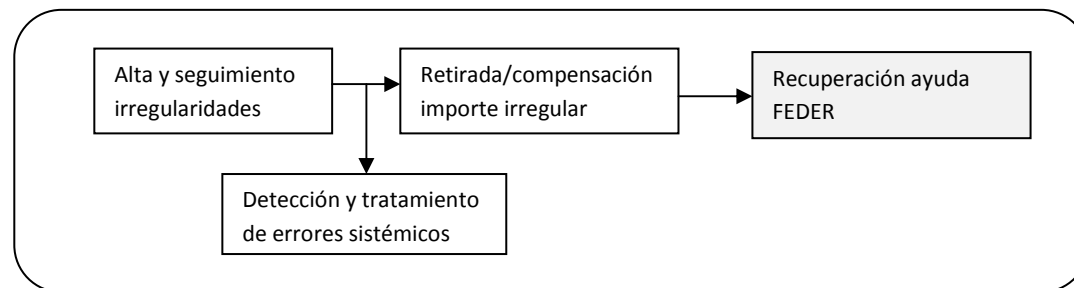 Alta y seguimiento
irregularidades
Retirada/compensación
importe irregular
Recuperación ayuda
FEDER
Detección y tratamiento
de errores sistémicos